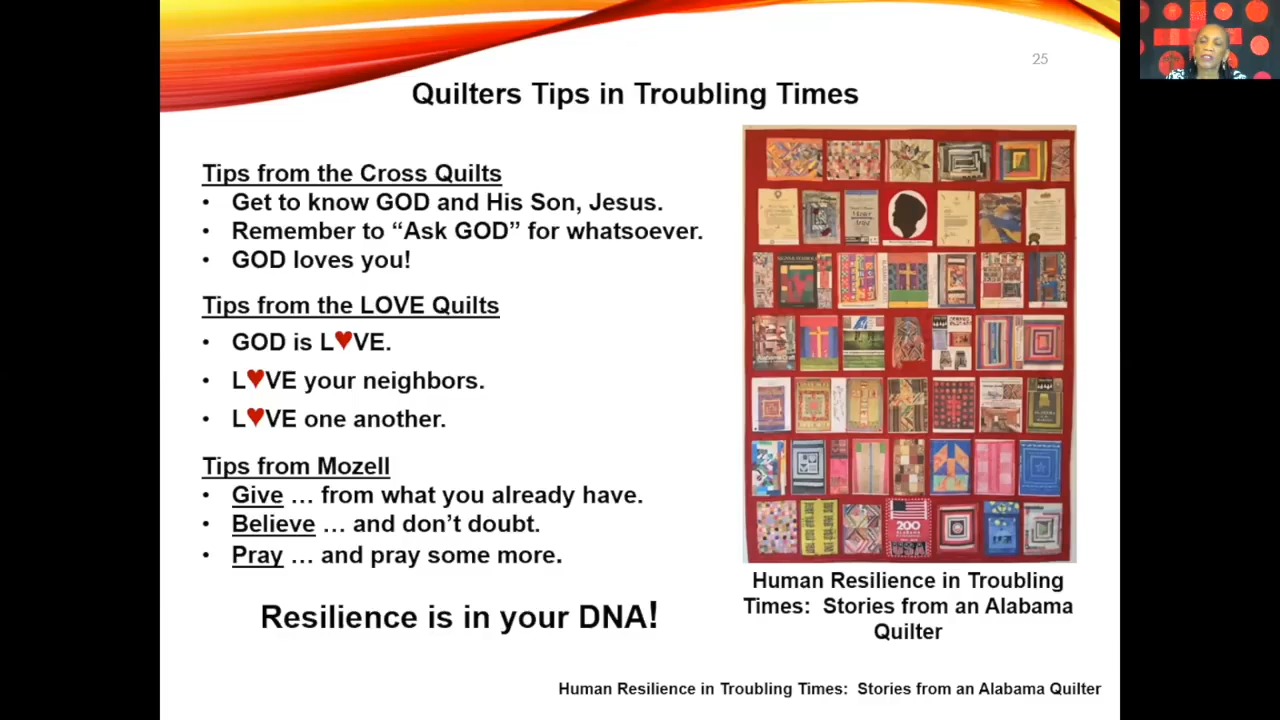 25
Quilters Tips in Troubling Times
Tips from the Cross Quilts
• Get to know GOD and His Son, Jesus.
• Remember to “Ask GOD” for whatsoever.
• GOD loves you!
Tips from the LOVE Quilts
• GOD is L♥VE.
• L♥VE your neighbors.
• L♥VE one another.
Tips from Mozell
• Give … from what you already have.
• Believe … and don’t doubt.
• Pray … and pray some more.
Resilience is in your DNA!
200
ALABAMA
USA
Human Resilience in Troubling
Times: Stories from an Alabama
Quilter
Human Resilience in Troubling Times: Stories from an Alabama Quilter